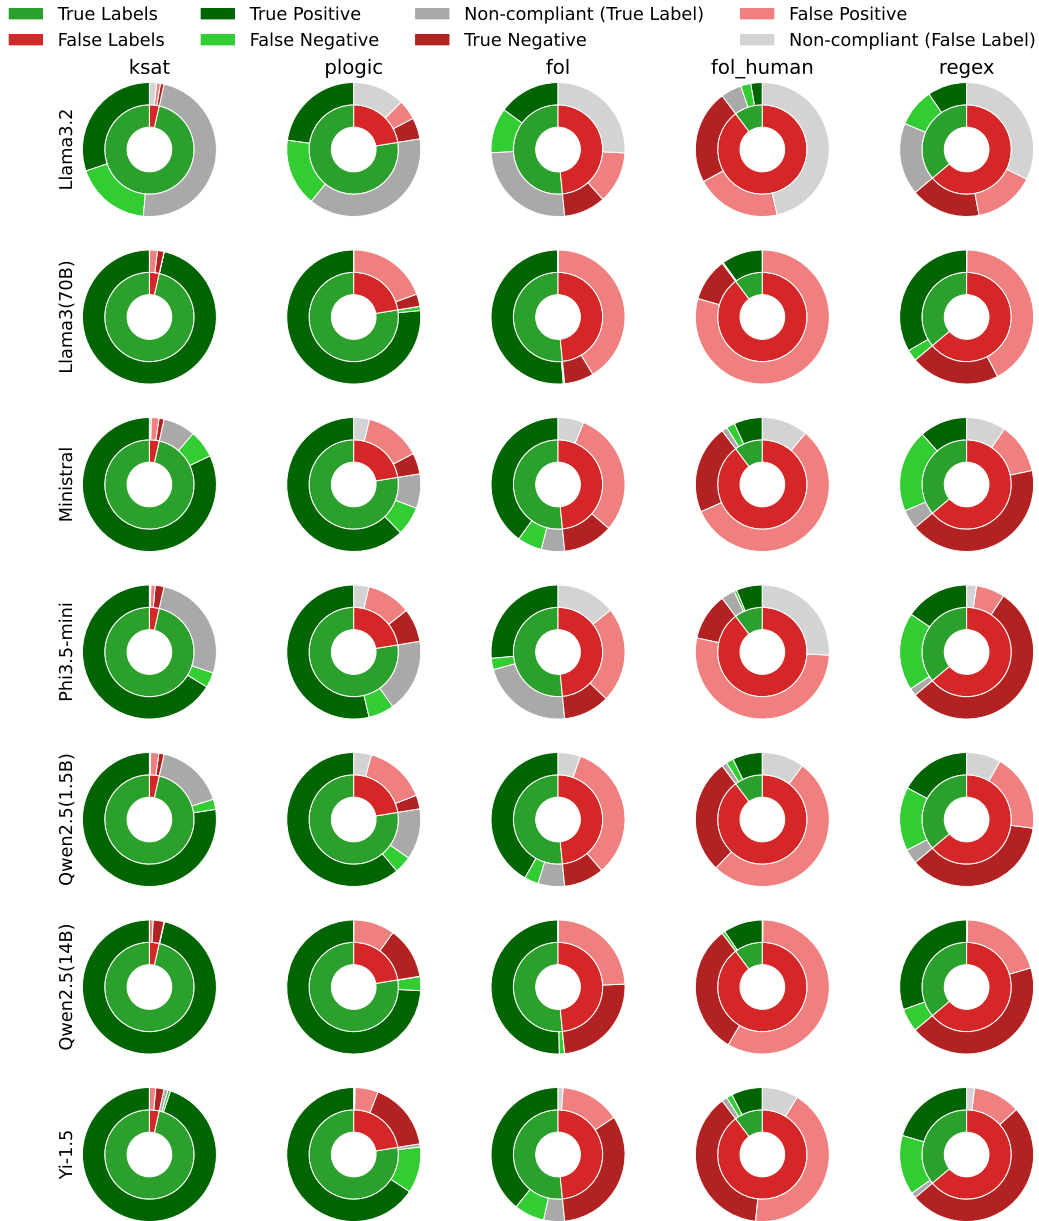 True Labels True Positive Non-compliant (True Label) False Positive
False Labels False Negative True Negative Non-compliant (False Label)
ksat plogic fol fol_human regex
Llama3.2
Llama3(70B)
Ministral
Phi3.5-mini
Qwen2.5(1.5B)
Qwen2.5(14B)
Yi-1.5